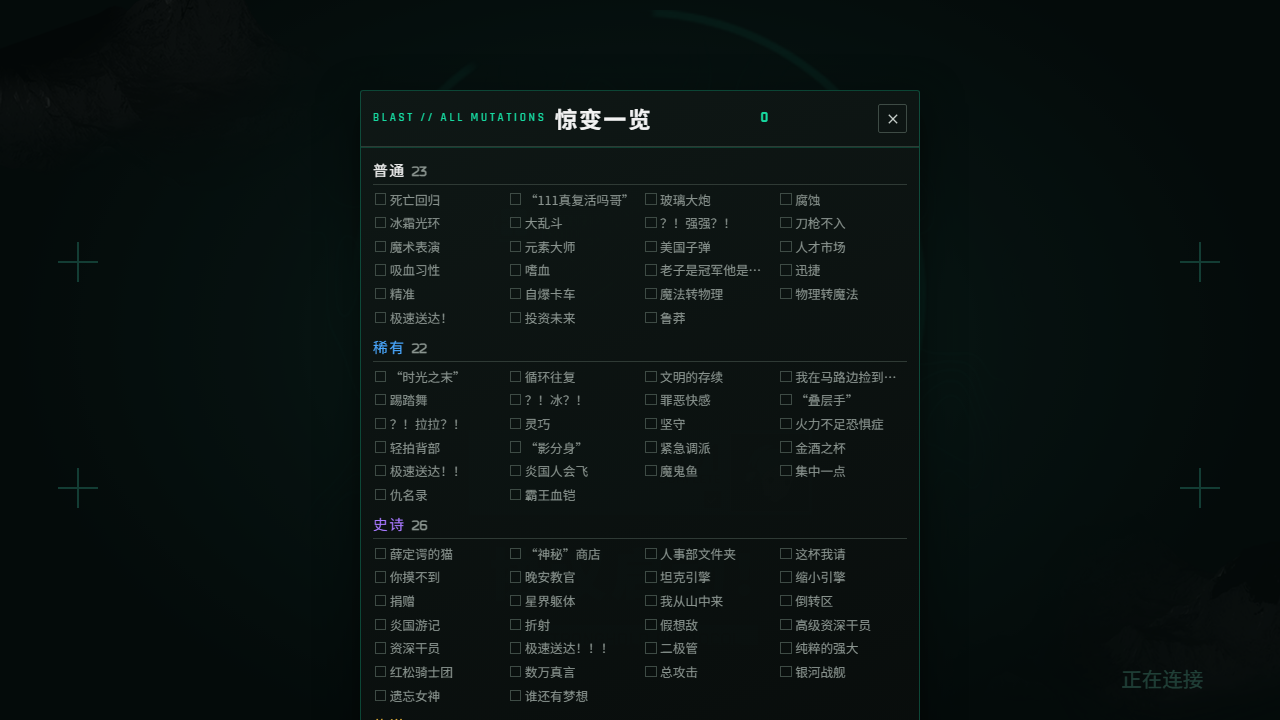 BLAST // ALL MUTATIONS 惊变一览 0
普通 23
死亡回归 “111真复活吗哥” 玻璃大炮 腐蚀
冰霜光环 大乱斗 ？！强强？！ 刀枪不入
魔术表演 元素大师 美国子弹 人才市场
吸血习性 嗜血 老子是冠军他是… 迅捷
精准 自爆卡车 魔法转物理 物理转魔法
极速送达！ 投资未来 鲁莽
稀有 22
“时光之末” 循环往复 文明的存续 我在马路边捡到…
踢踏舞 ？！冰？！ 罪恶快感 “叠层手”
？！拉拉？！ 灵巧 坚守 火力不足恐惧症
轻拍背部 “影分身” 紧急调派 金酒之杯
极速送达！！ 炎国人会飞 魔鬼鱼 集中一点
仇名录 霸王血铠
史诗 26
薛定谔的猫 “神秘”商店 人事部文件夹 这杯我请
你摸不到 晚安教官 坦克引擎 缩小引擎
捐赠 星界躯体 我从山中来 倒转区
炎国游记 折射 假想敌 高级资深干员
资深干员 极速送达！！！ 二极管 纯粹的强大
红松骑士团 数万真言 总攻击 银河战舰
遗忘女神 谁还有梦想
正在连接